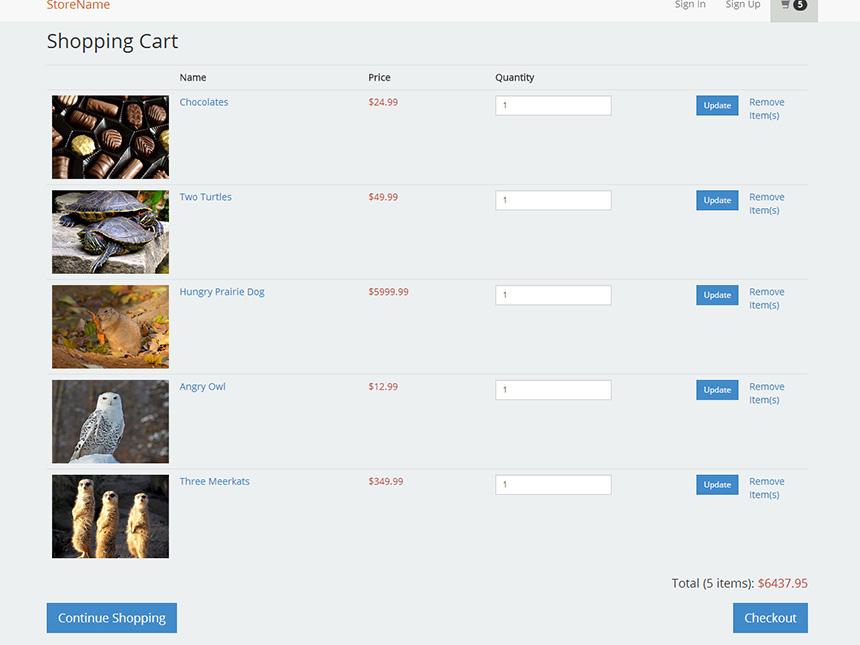 StoreName
Sign In Sign Up 5
Shopping Cart
Name Price Quantity
Chocolates $24.99 1 Update Remove
Item(s)
Two Turtles $49.99 1 Update Remove
Item(s)
Hungry Prairie Dog $5999.99 1 Update Remove
Item(s)
Angry Owl $12.99 1 Update Remove
Item(s)
Three Meerkats $349.99 1 Update Remove
Item(s)
Total (5 items): $6437.95
Continue Shopping Checkout